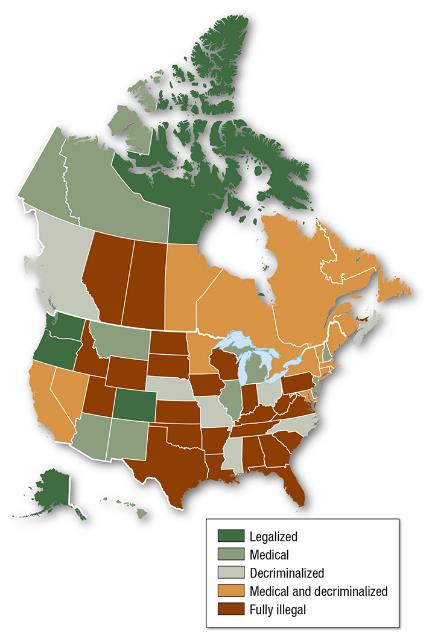 Legalized
Medical
Decriminalized
Medical and decriminalized
Fully illegal